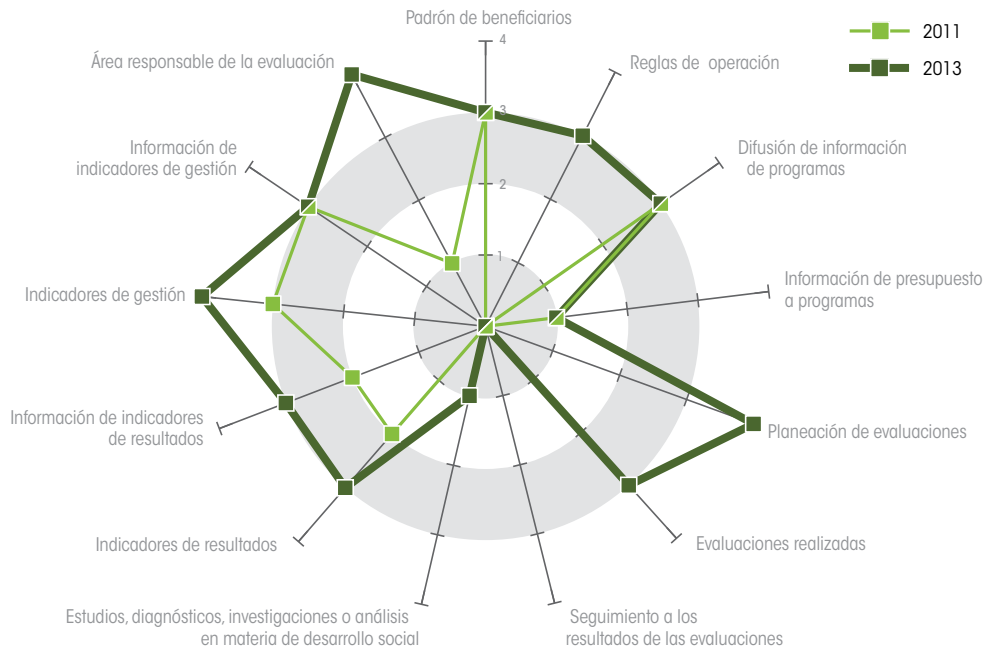 Padrón de beneficiarios
2011
2013
4
3
2
1
Reglas de operación
Difusión de información
de programas
Información de presupuesto
a programas
Planeación de evaluaciones
Evaluaciones realizadas
Seguimiento a los
resultados de las evaluaciones
Estudios, diagnósticos, investigaciones o análisis
en materia de desarrollo social
Indicadores de resultados
Información de indicadores
de resultados
Indicadores de gestión
Información de
indicadores de gestión
Área responsable de la evaluación